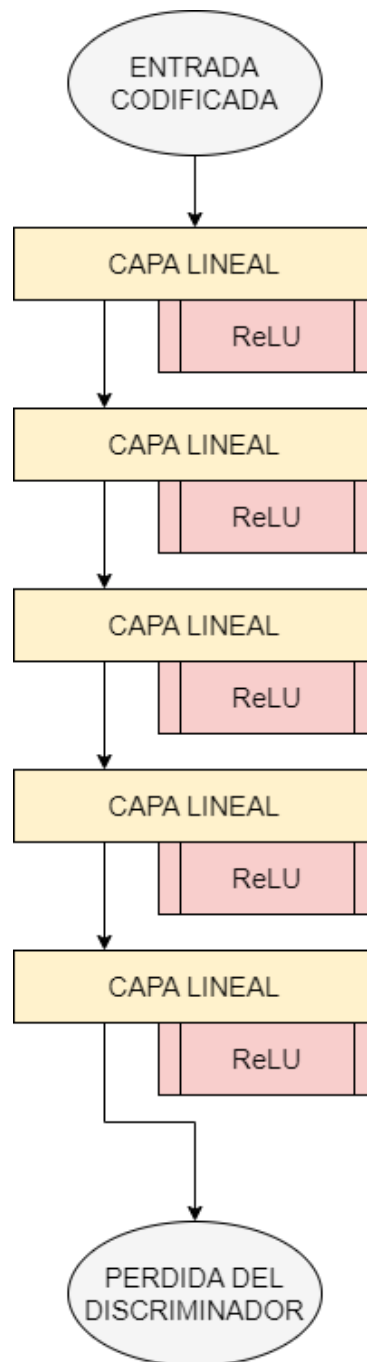 ENTRADA
CODIFICADA
CAPA LINEAL
ReLU
CAPA LINEAL
ReLU
CAPA LINEAL
ReLU
CAPA LINEAL
ReLU
CAPA LINEAL
ReLU
PERDIDA DEL
DISCRIMINADOR